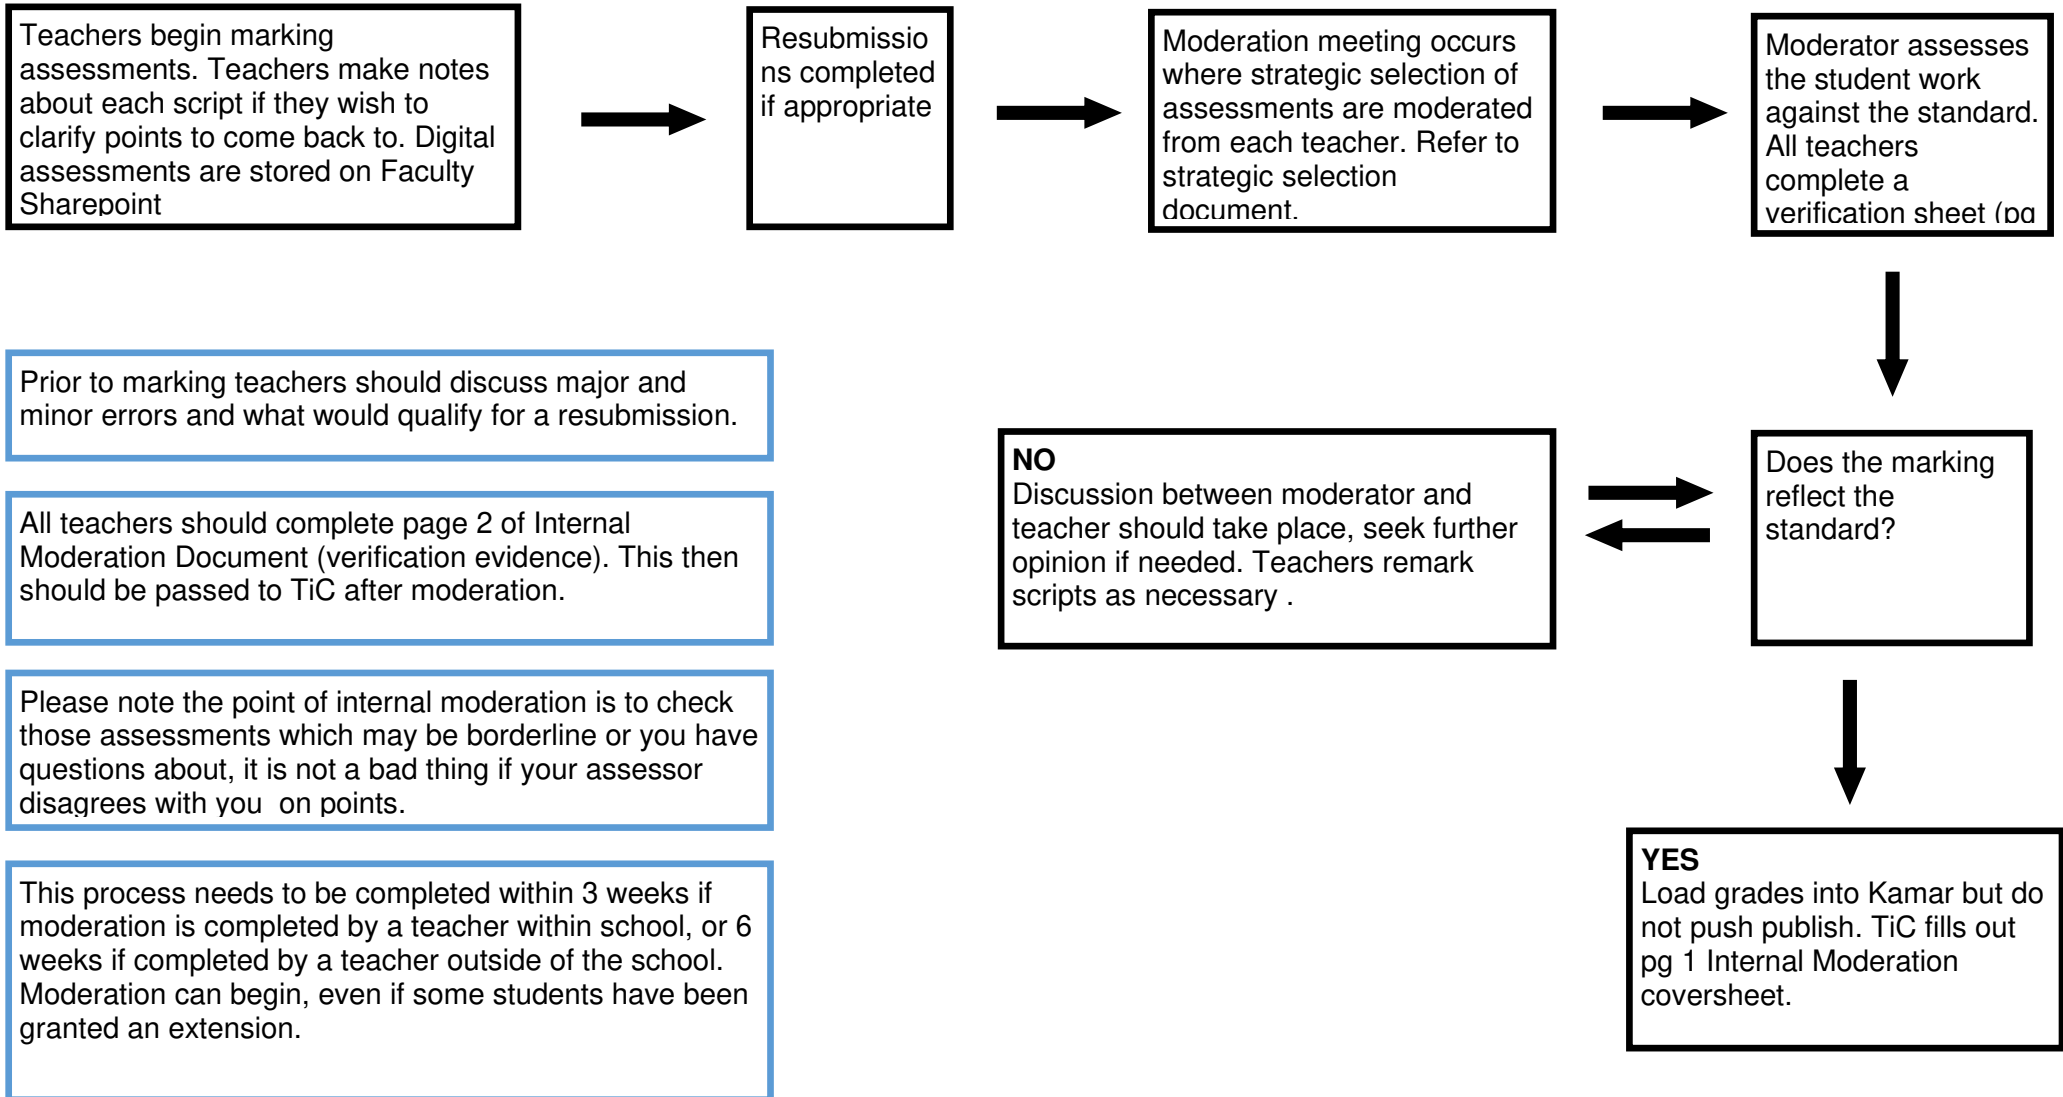 Teachers begin marking
assessments. Teachers make notes
about each script if they wish to
clarify points to come back to. Digital
assessments are stored on Faculty
Sharepoint
Resubmissio
ns completed
if appropriate
Moderation meeting occurs
where strategic selection of
assessments are moderated
from each teacher. Refer to
strategic selection
document.
Moderator assesses
the student work
against the standard.
All teachers
complete a
verification sheet (pg
Prior to marking teachers should discuss major and
minor errors and what would qualify for a resubmission.
All teachers should complete page 2 of Internal
Moderation Document (verification evidence). This then
should be passed to TiC after moderation.
NO
Discussion between moderator and
teacher should take place, seek further
opinion if needed. Teachers remark
scripts as necessary .
Does the marking
reflect the
standard?
Please note the point of internal moderation is to check
those assessments which may be borderline or you have
questions about, it is not a bad thing if your assessor
disagrees with you  on points.
This process needs to be completed within 3 weeks if
moderation is completed by a teacher within school, or 6
weeks if completed by a teacher outside of the school.
Moderation can begin, even if some students have been
granted an extension.
YES
Load grades into Kamar but do
not push publish. TiC fills out
pg 1 Internal Moderation
coversheet.